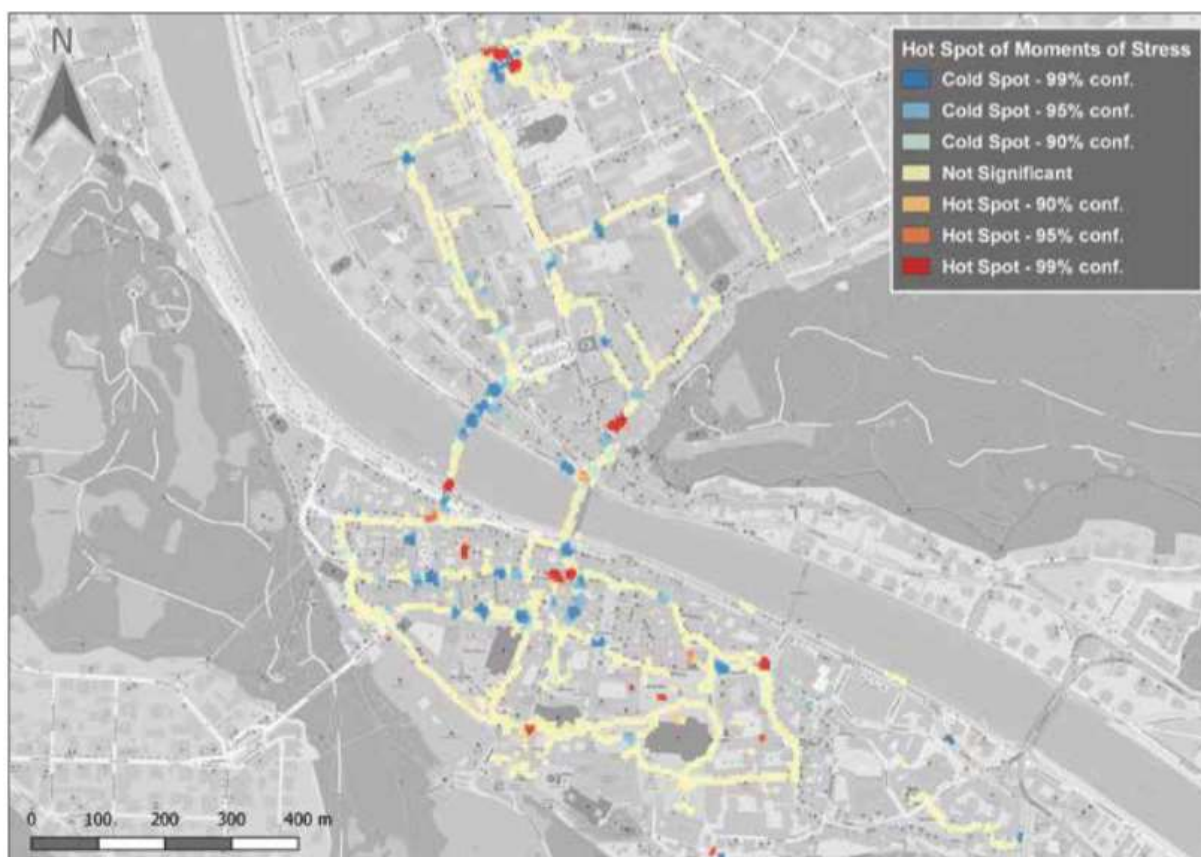 N
Hot Spot of Moments of Stress
Cold Spot - 99% conf.
Cold Spot - 95% conf.
Cold Spot - 90% conf.
Not Significant
Hot Spot - 90% conf.
Hot Spot - 95% conf.
Hot Spot - 99% conf.
0 100 200 300 400 m